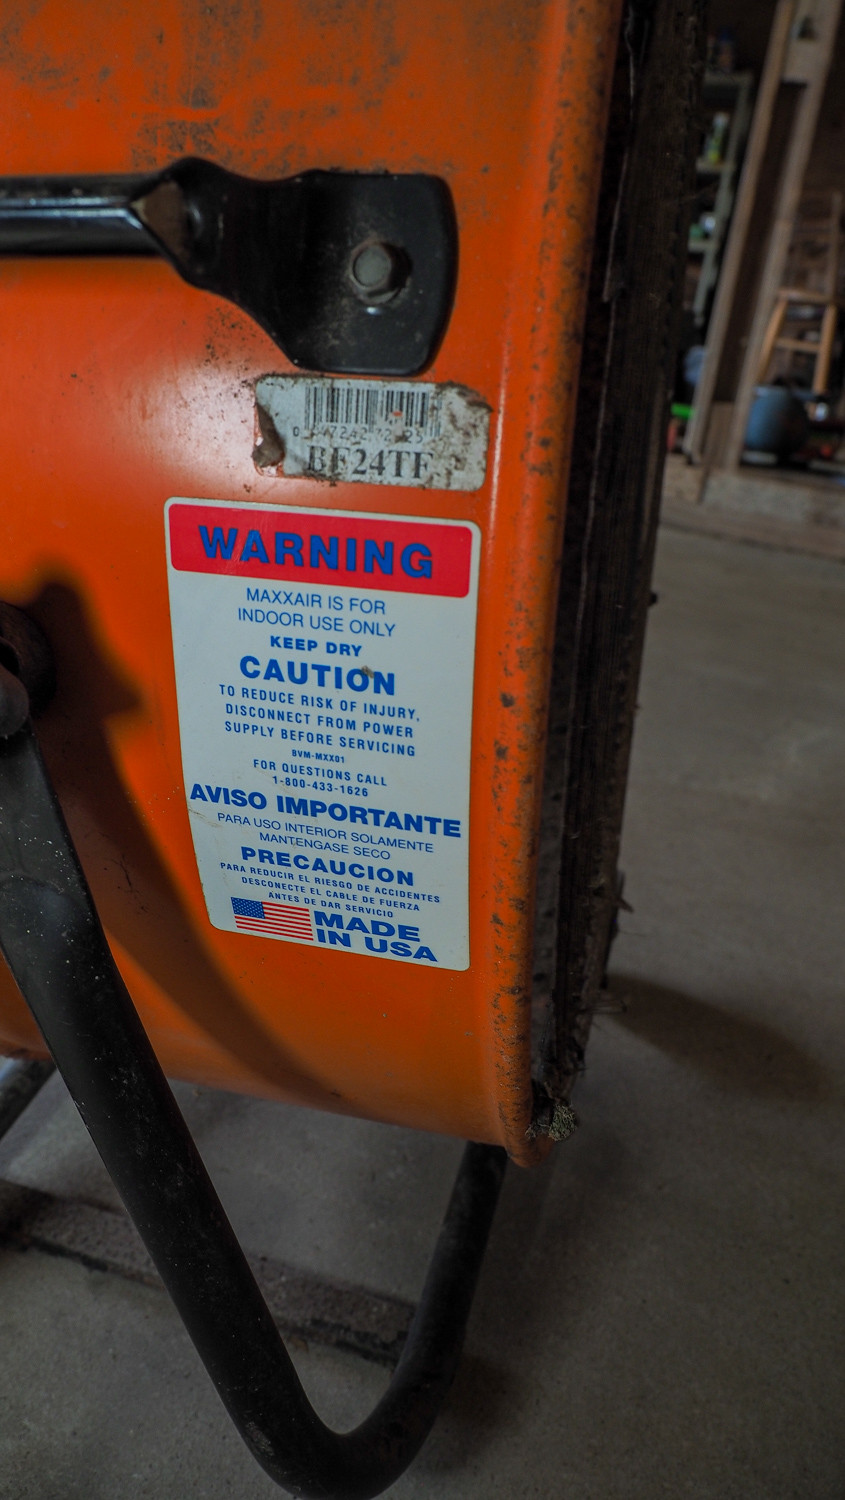 BF24TF
WARNING
MAXXAIR IS FOR
INDOOR USE ONLY
KEEP DRY
CAUTION
TO REDUCE RISK OF INJURY,
DISCONNECT FROM POWER
SUPPLY BEFORE SERVICING
BVM-MXX01
FOR QUESTIONS CALL
1-800-433-1626
AVISO IMPORTANTE
PARA USO INTERIOR SOLAMENTE
MANTENGASE SECO
PRECAUCION
PARA REDUCIR EL RIESGO DE ACCIDENTES
DESCONECTE EL CABLE DE FUERZA
ANTES DE DAR SERVICIO
MADE
IN USA